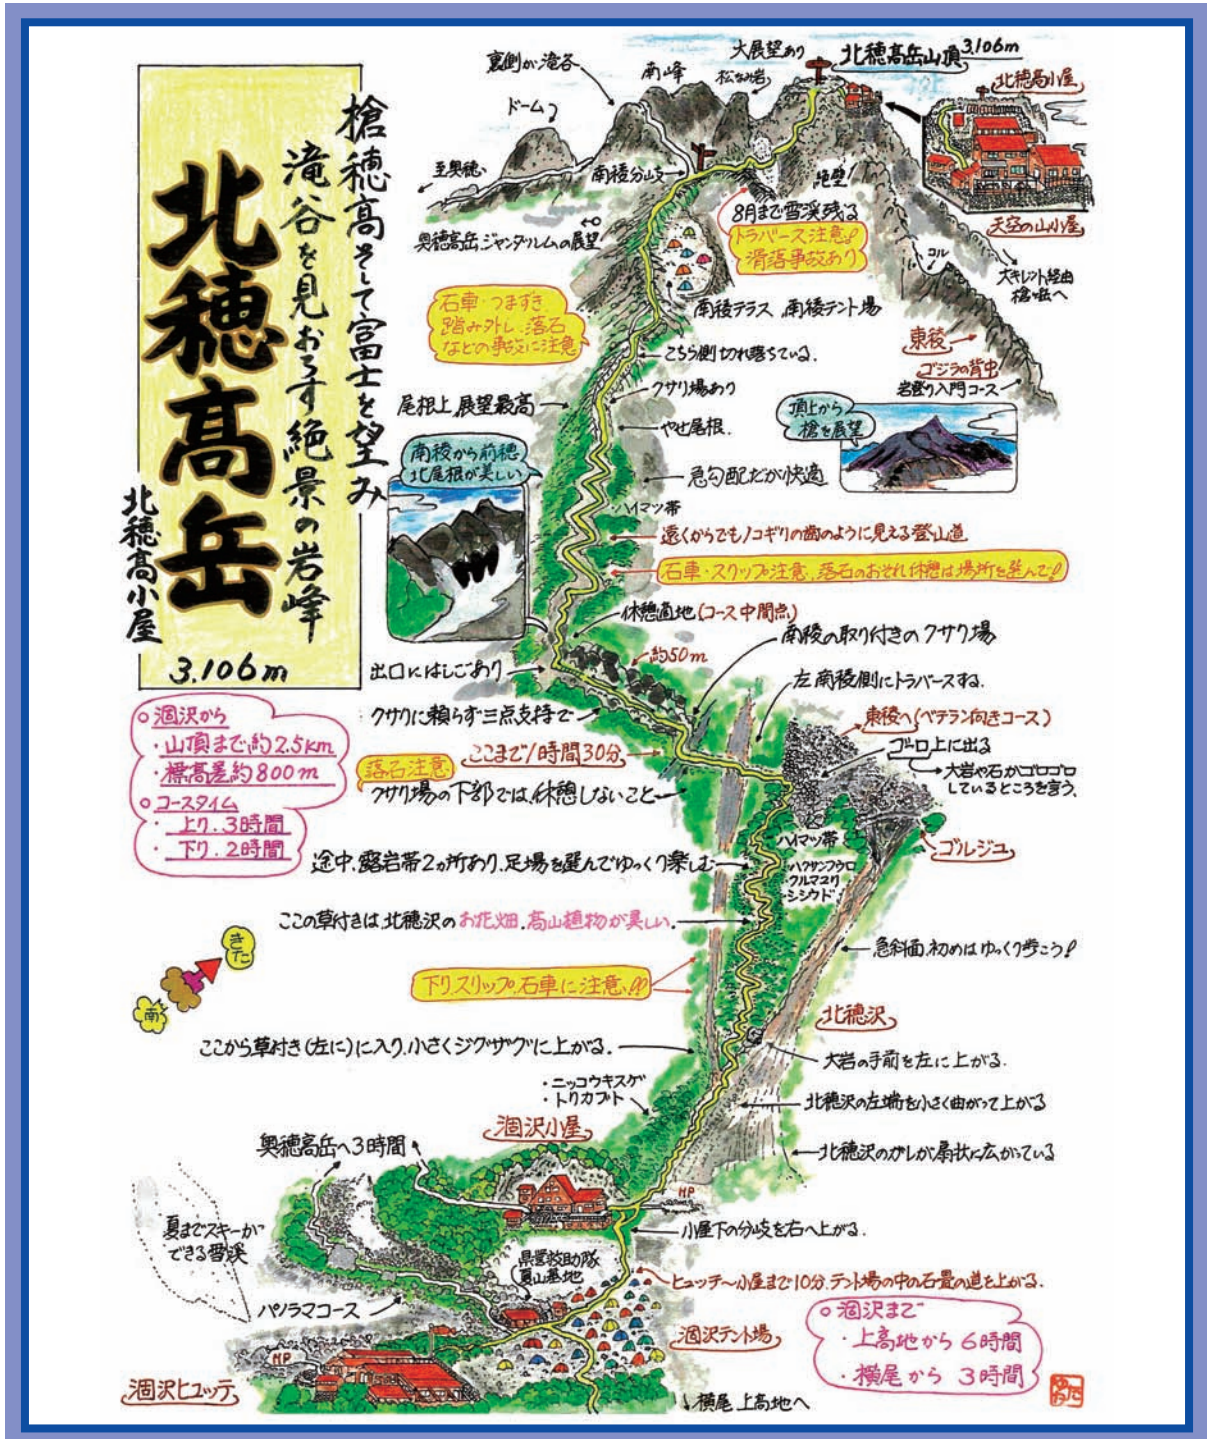 槍穂高そして富士を望み
滝谷を見おろす絶景の岩峰
北穂高岳
北穂高小屋
3,106m
裏側が滝谷
南峰
松なみ岩
大展望あり
北穂高岳山頂 3,106m
北穂高小屋
ドーム
至奥穂
南稜分岐
絶壁
天空の山小屋
奥穂高岳、ジャンダルムの展望
8月まで雪渓残る
トラバース注意!
滑落事故あり
コル
大キレット経由
槍ヶ岳へ
石車・つまずき
踏み外し、落石
などの事故に注意
南稜テラス、南稜テント場
東稜
ゴジラの背中
岩登り入門コース
こちら側切れ落ちている.
クサリ場あり
尾根上、展望最高
やせ尾根.
頂上から
槍を展望
南稜から前穂
北尾根が美しい
急勾配だが快適
ハイマツ帯
遠くからでもノコギリの歯のように見える登山道
石車・スリップ注意、落石のおそれ休憩は場所を選んで!
休憩適地(コース中間点)
南稜の取り付きのクサリ場
約50m
出口にはしごあり
左南稜側にトラバースする.
クサリに頼らず三点支持で
東稜へ(ベテラン向きコース)
ゴーロ上に出る
大岩や石がゴロゴロ
しているところを言う.
○涸沢から
・山頂まで約2.5km
・標高差約800m
○コースタイム
・上り.3時間
・下り.2時間
ここまで1時間30分
落石注意
クサリ場の下部では、休憩しないこと
ハイマツ帯
ゴルジュ
途中、露岩帯2カ所あり、足場を選んでゆっくり楽しむ
ハクサンフウロ
クルマユリ
シシウド
ここの草付きは、北穂沢のお花畑.高山植物が美しい.
きた
南
急斜面、初めはゆっくり歩こう!
下り、スリップ、石車に注意!!
北穂沢
ここから草付き(左に)に入り、小さくジグザグに上がる.
大岩の手前を左に上がる.
・ニッコウキスゲ
・トリカブト
北穂沢の左端を小さく曲がって上がる
涸沢小屋
奥穂高岳へ3時間
北穂沢のガレが扇状に広がっている
HP
夏までスキーが
できる雪渓
小屋下の分岐を右へ上がる.
県警救助隊
夏山基地
ヒュッテ〜小屋まで10分.テント場の中の石畳の道を上がる.
パノラマコース
涸沢テント場
○涸沢まで
・上高地から 6時間
・横尾から 3時間
HP
涸沢ヒュッテ
横尾 上高地へ